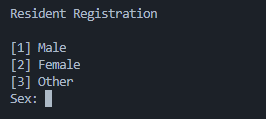 Resident Registration
[1] Male
[2] Female
[3] Other
Sex: